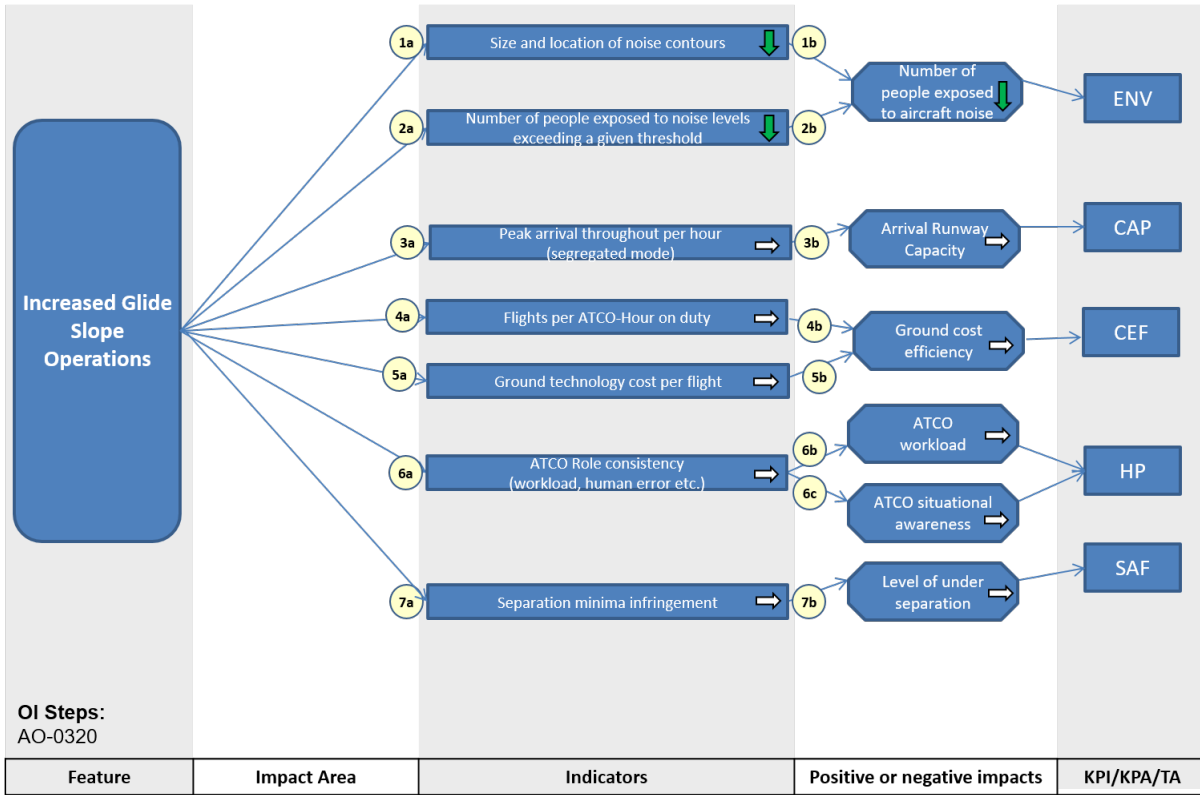 1a
Size and location of noise contours
1b
Number of
people exposed
to aircraft noise
ENV
2a
Number of people exposed to noise levels
exceeding a given threshold
2b
3a
Peak arrival throughout per hour
(segregated mode)
3b
Arrival Runway
Capacity
CAP
Increased Glide
Slope
Operations
4a
Flights per ATCO-Hour on duty
4b
Ground cost
efficiency
CEF
5a
Ground technology cost per flight
5b
6a
ATCO Role consistency
(workload, human error etc.)
6b
6c
ATCO
workload
ATCO situational
awareness
HP
7a
Separation minima infringement
7b
Level of under
separation
SAF
OI Steps:
AO-0320
Feature
Impact Area
Indicators
Positive or negative impacts
KPI/KPA/TA